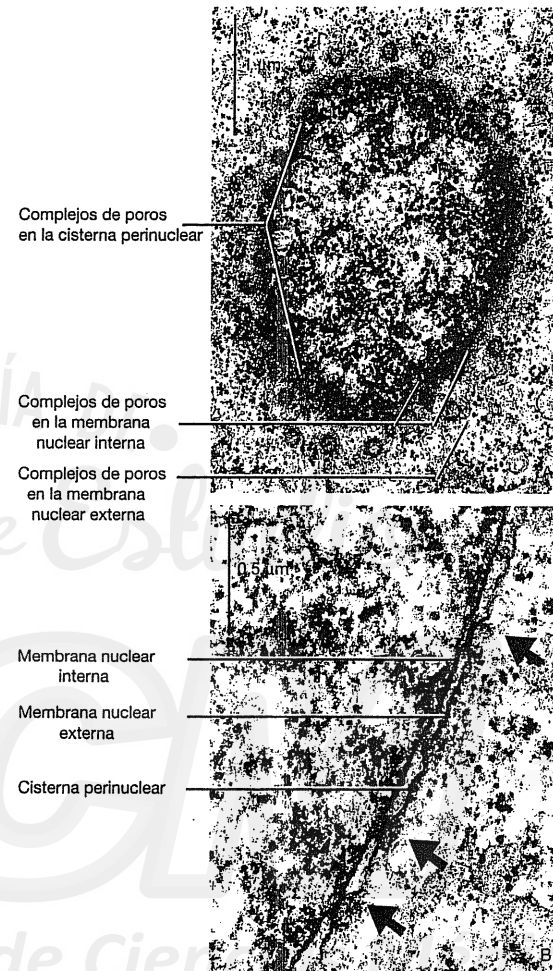 1 µm
Complejos de poros
en la cisterna perinuclear
Complejos de poros
en la membrana
nuclear interna
Complejos de poros
en la membrana
nuclear externa
0.5 µm
Membrana nuclear
interna
Membrana nuclear
externa
Cisterna perinuclear
B
de